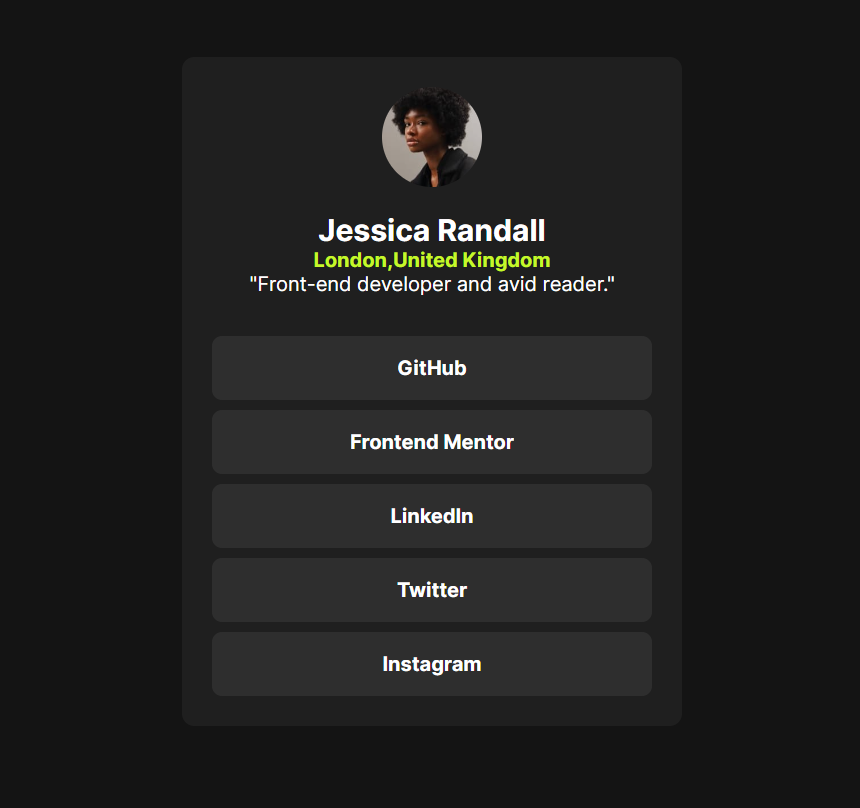 Jessica Randall
London,United Kingdom
"Front-end developer and avid reader."
GitHub
Frontend Mentor
LinkedIn
Twitter
Instagram